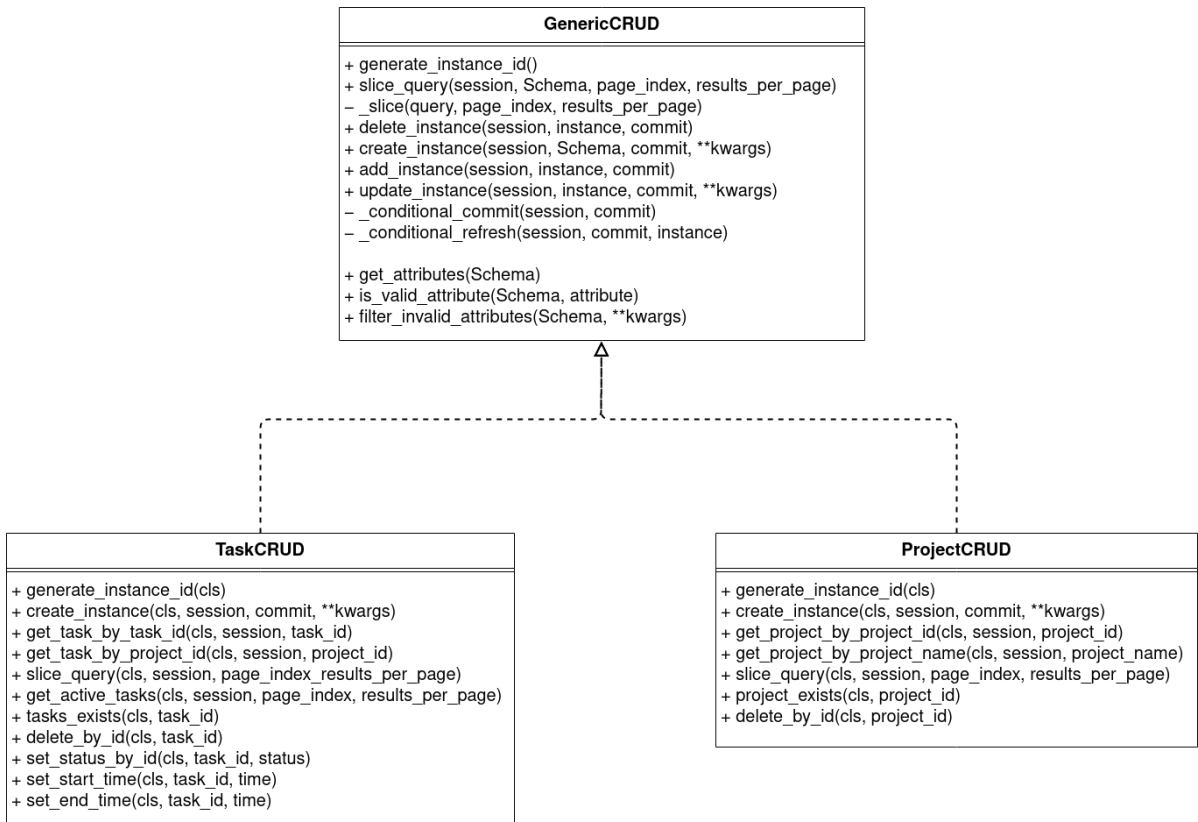 GenericCRUD
+ generate_instance_id()
+ slice_query(session, Schema, page_index, results_per_page)
– _slice(query, page_index, results_per_page)
+ delete_instance(session, instance, commit)
+ create_instance(session, Schema, commit, **kwargs)
+ add_instance(session, instance, commit)
+ update_instance(session, instance, commit, **kwargs)
– _conditional_commit(session, commit)
– _conditional_refresh(session, commit, instance)
+ get_attributes(Schema)
+ is_valid_attribute(Schema, attribute)
+ filter_invalid_attributes(Schema, **kwargs)
TaskCRUD
+ generate_instance_id(cls)
+ create_instance(cls, session, commit, **kwargs)
+ get_task_by_task_id(cls, session, task_id)
+ get_task_by_project_id(cls, session, project_id)
+ slice_query(cls, session, page_index_results_per_page)
+ get_active_tasks(cls, session, page_index, results_per_page)
+ tasks_exists(cls, task_id)
+ delete_by_id(cls, task_id)
+ set_status_by_id(cls, task_id, status)
+ set_start_time(cls, task_id, time)
+ set_end_time(cls, task_id, time)
ProjectCRUD
+ generate_instance_id(cls)
+ create_instance(cls, session, commit, **kwargs)
+ get_project_by_project_id(cls, session, project_id)
+ get_project_by_project_name(cls, session, project_name)
+ slice_query(cls, session, page_index, results_per_page)
+ project_exists(cls, project_id)
+ delete_by_id(cls, project_id)